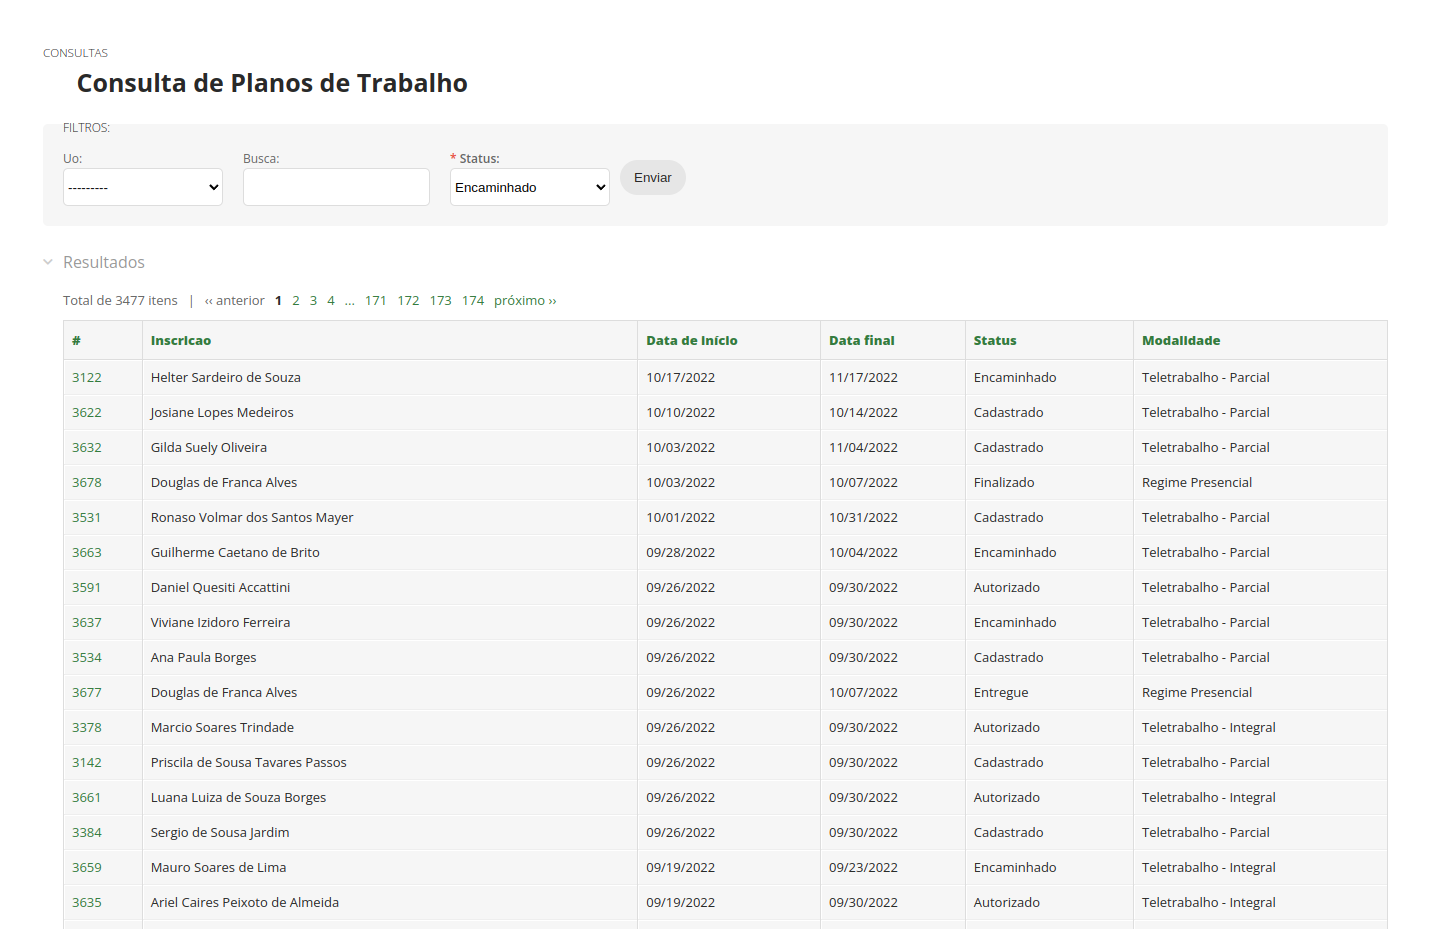 CONSULTAS
Consulta de Planos de Trabalho
FILTROS:
Uo: Busca: * Status:
--------- Encaminhado Enviar
Resultados
Total de 3477 itens | ‹‹ anterior 1 2 3 4 ... 171 172 173 174 próximo ››
# Inscricao Data de Início Data final Status Modalidade
3122 Helter Sardeiro de Souza 10/17/2022 11/17/2022 Encaminhado Teletrabalho - Parcial
3622 Josiane Lopes Medeiros 10/10/2022 10/14/2022 Cadastrado Teletrabalho - Parcial
3632 Gilda Suely Oliveira 10/03/2022 11/04/2022 Cadastrado Teletrabalho - Parcial
3678 Douglas de Franca Alves 10/03/2022 10/07/2022 Finalizado Regime Presencial
3531 Ronaso Volmar dos Santos Mayer 10/01/2022 10/31/2022 Cadastrado Teletrabalho - Parcial
3663 Guilherme Caetano de Brito 09/28/2022 10/04/2022 Encaminhado Teletrabalho - Parcial
3591 Daniel Quesiti Accattini 09/26/2022 09/30/2022 Autorizado Teletrabalho - Parcial
3637 Viviane Izidoro Ferreira 09/26/2022 09/30/2022 Encaminhado Teletrabalho - Parcial
3534 Ana Paula Borges 09/26/2022 09/30/2022 Cadastrado Teletrabalho - Parcial
3677 Douglas de Franca Alves 09/26/2022 10/07/2022 Entregue Regime Presencial
3378 Marcio Soares Trindade 09/26/2022 09/30/2022 Autorizado Teletrabalho - Integral
3142 Priscila de Sousa Tavares Passos 09/26/2022 09/30/2022 Cadastrado Teletrabalho - Parcial
3661 Luana Luiza de Souza Borges 09/26/2022 09/30/2022 Autorizado Teletrabalho - Integral
3384 Sergio de Sousa Jardim 09/26/2022 09/30/2022 Cadastrado Teletrabalho - Parcial
3659 Mauro Soares de Lima 09/19/2022 09/23/2022 Encaminhado Teletrabalho - Integral
3635 Ariel Caires Peixoto de Almeida 09/19/2022 09/30/2022 Autorizado Teletrabalho - Integral